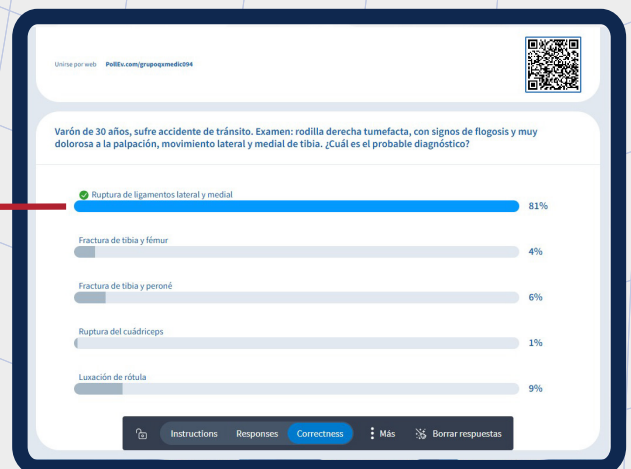 Unirse por web PollEv.com/grupoqxmedic094
Varón de 30 años, sufre accidente de tránsito. Examen: rodilla derecha tumefacta, con signos de flogosis y muy
dolorosa a la palpación, movimiento lateral y medial de tibia. ¿Cuál es el probable diagnóstico?
Ruptura de ligamentos lateral y medial
81%
Fractura de tibia y fémur
4%
Fractura de tibia y peroné
6%
Ruptura del cuádriceps
1%
Luxación de rótula
9%
Instructions Responses Correctness Más Borrar respuestas